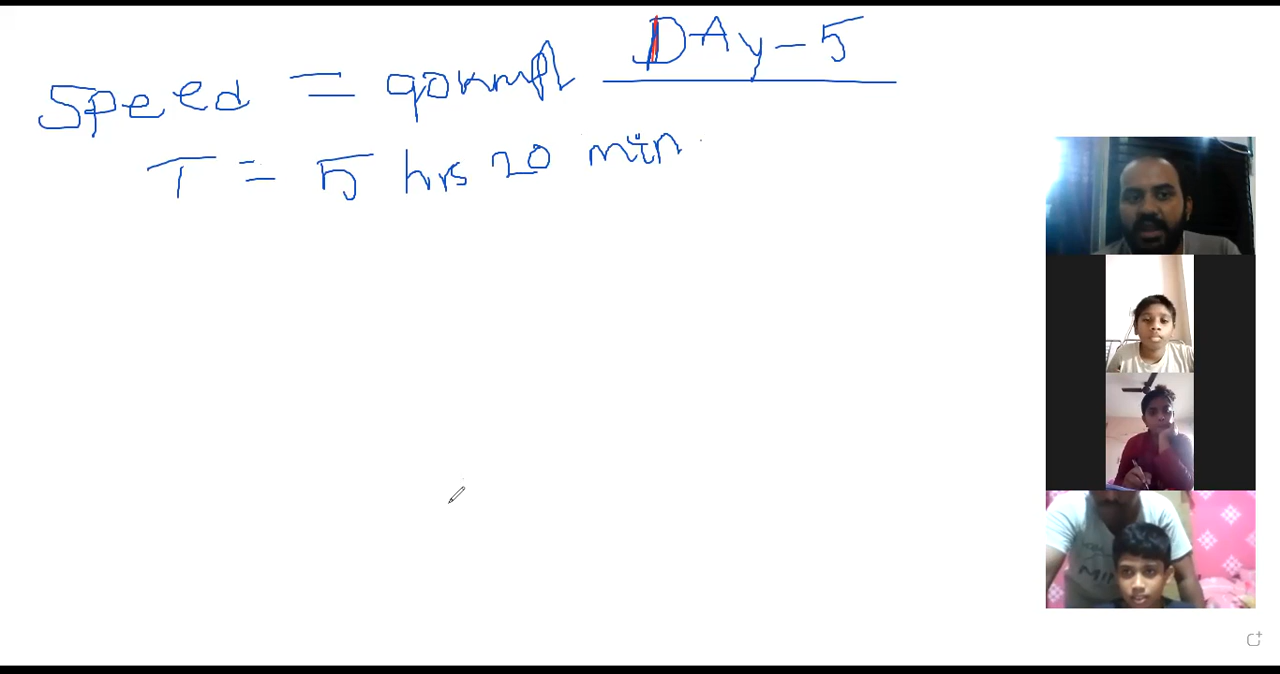 DAy-5
Speed = 90kmph
T = 5 hrs 20 min